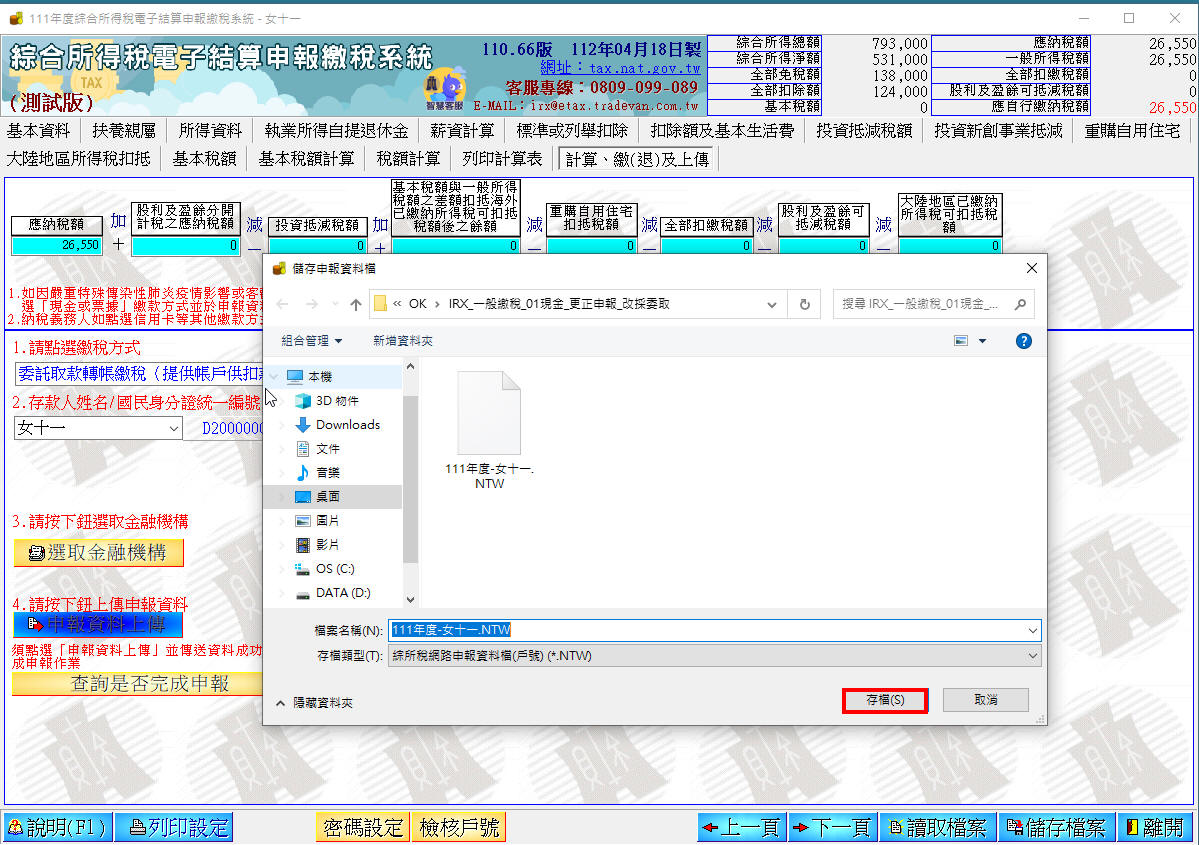 111年度綜合所得稅電子結算申報繳稅系統 - 女十一
綜合所得稅電子結算申報繳稅系統
TAX
(測試版)
110.66版 112年04月18日製
網址：tax.nat.gov.tw
客服專線：0809-099-089
E-MAIL：irx@etax.tradevan.com.tw
智慧客服
綜合所得總額 793,000 應納稅額 26,550
綜合所得淨額 531,000 一般所得稅額 26,550
全部免稅額 138,000 全部扣繳稅額 0
全部扣除額 124,000 股利及盈餘可抵減稅額 0
基本稅額 0 應自行繳納稅額 26,550
基本資料 扶養親屬 所得資料 執業所得自提退休金 薪資計算 標準或列舉扣除 扣除額及基本生活費 投資抵減稅額 投資新創事業抵減 重購自用住宅
大陸地區所得稅扣抵 基本稅額 基本稅額計算 稅額計算 列印計算表 計算、繳(退)及上傳
應納稅額
26,550
加
＋
股利及盈餘分開
計稅之應納稅額
0
減
—
投資抵減稅額
0
加
＋
基本稅額與一般所得
稅額之差額扣抵海外
已繳納所得稅可扣抵
稅額後之餘額
0
減
—
重購自用住宅
扣抵稅額
0
減
—
全部扣繳稅額
0
減
—
股利及盈餘可
抵減稅額
0
減
—
大陸地區已繳納
所得稅可扣抵稅
額
0
1.如因嚴重特殊傳染性肺炎疫情影響或客
選「現金或票據」繳款方式並於申報資
2.納稅義務人如點選信用卡等其他繳款方
1.請點選繳稅方式
委託取款轉帳繳稅（提供帳戶供扣
2.存款人姓名/國民身分證統一編號
女十一 D2000000
3.請按下鈕選取金融機構
選取金融機構
4.請按下鈕上傳申報資料
申報資料上傳
須點選「申報資料上傳」並傳送資料成功
成申報作業
查詢是否完成申報
儲存申報資料檔
« OK › IRX_一般繳稅_01現金_更正申報_改採委取
搜尋 IRX_一般繳稅_01現金_...
組合管理 新增資料夾
?
本機
3D 物件
Downloads
文件
音樂
桌面
圖片
影片
OS (C:)
DATA (D:)
111年度-女十一.
NTW
檔案名稱(N): 111年度-女十一.NTW
存檔類型(T): 綜所稅網路申報資料檔(戶號) (*.NTW)
隱藏資料夾
存檔(S)
取消
說明(F1) 列印設定 密碼設定 檢核戶號 上一頁 下一頁 讀取檔案 儲存檔案 離開